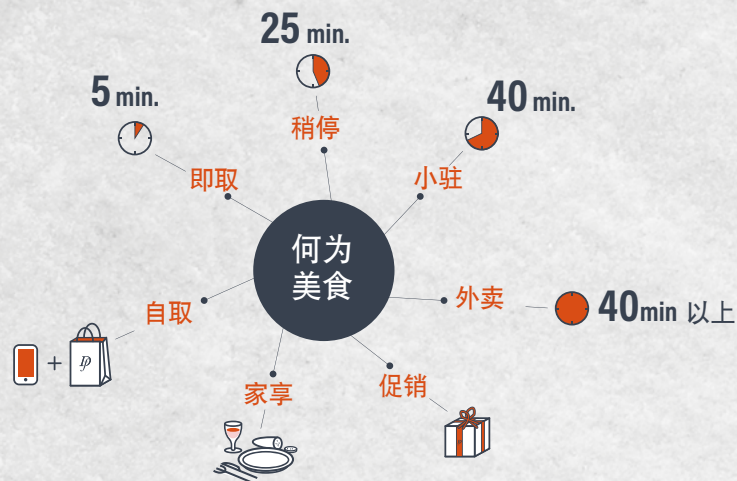 25 min.
5 min.
40 min.
稍停
即取
小驻
何为
美食
外卖
40min 以上
自取
+
促销
家享